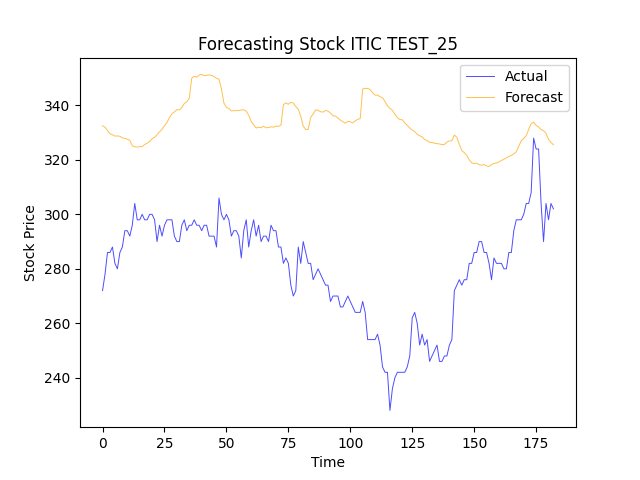 Forecasting Stock ITIC TEST_25
Actual
Forecast
340
320
300
280
260
240
Stock Price
0 25 50 75 100 125 150 175
Time